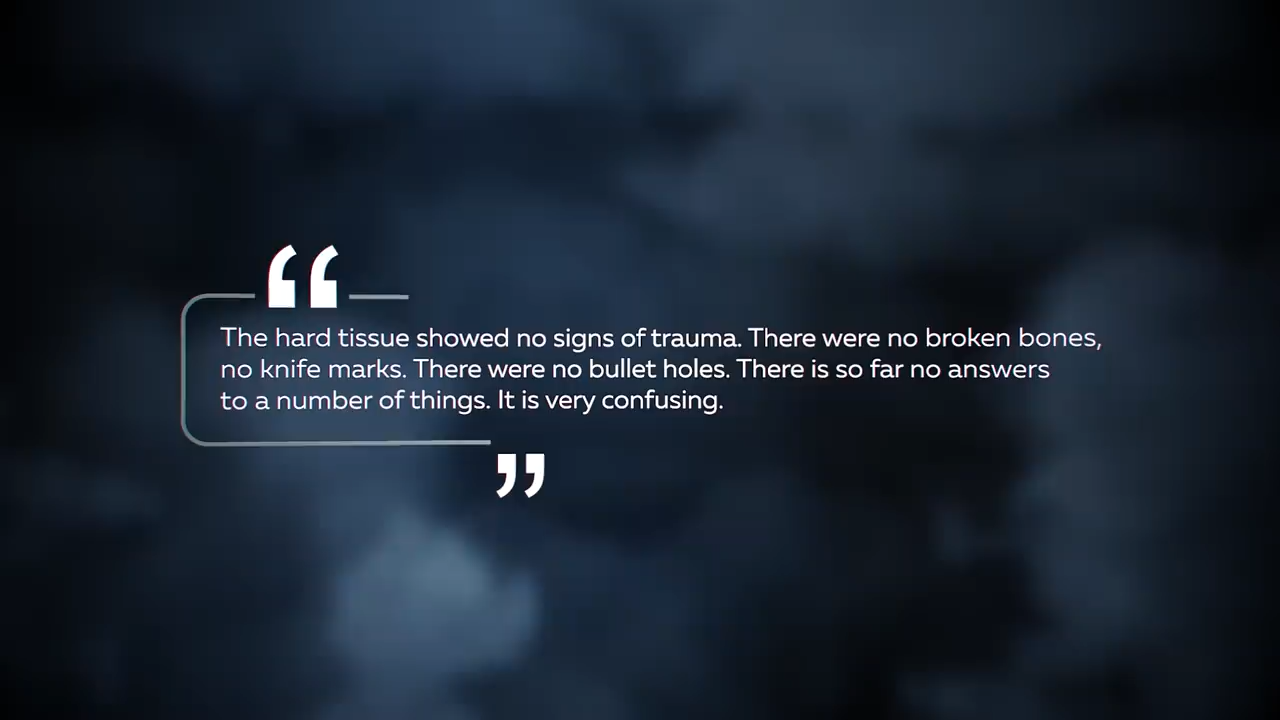 “
The hard tissue showed no signs of trauma. There were no broken bones,
no knife marks. There were no bullet holes. There is so far no answers
to a number of things. It is very confusing.
”